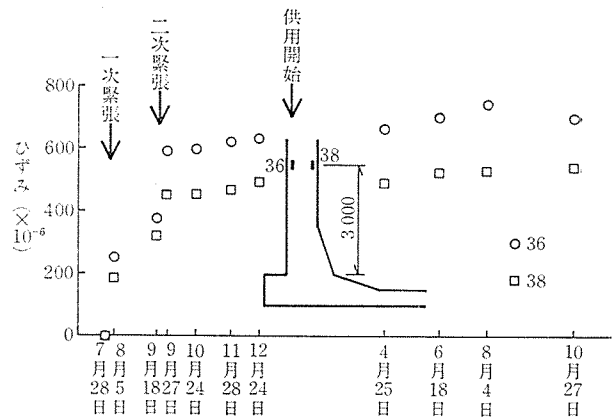 一次緊張
二次緊張
供用開始
ひずみ (×10⁻⁶)
800
600
400
200
0
36
38
3 000
○ 36
□ 38
7月28日
8月5日
9月18日
9月27日
10月24日
11月28日
12月24日
4月25日
6月18日
8月4日
10月27日